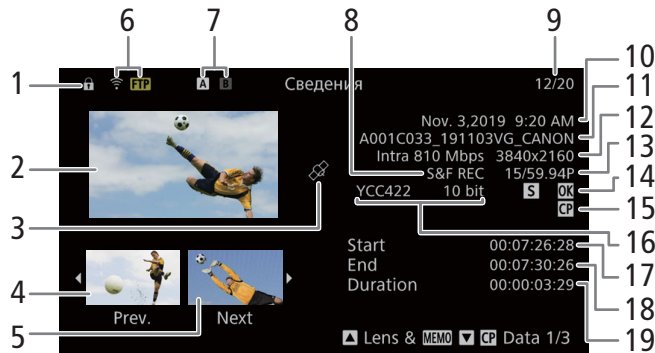 6 7 8 9
1 FTP A B Сведения 12/20 10
11
Nov. 3,2019 9:20 AM 12
A001C033_191103VG_CANON
2 Intra 810 Mbps 3840x2160 13
S&F REC 15/59.94P
YCC422 10 bit S OK 14
CP 15
3 16
Start 00:07:26:28 17
4 End 00:07:30:26 18
Duration 00:00:03:29
5 Prev. Next 19
Lens & MEMO CP Data 1/3